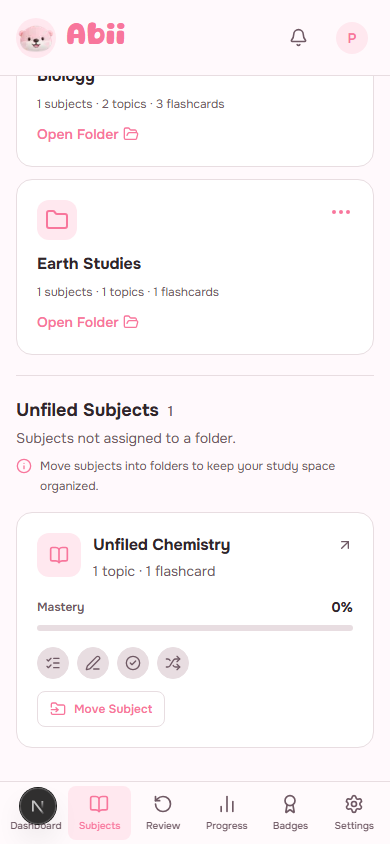 Abii
P
Biology
1 subjects · 2 topics · 3 flashcards
Open Folder
Earth Studies
1 subjects · 1 topics · 1 flashcards
Open Folder
Unfiled Subjects 1
Subjects not assigned to a folder.
Move subjects into folders to keep your study space
organized.
Unfiled Chemistry
1 topic · 1 flashcard
Mastery 0%
Move Subject
N
Dashboard Subjects Review Progress Badges Settings